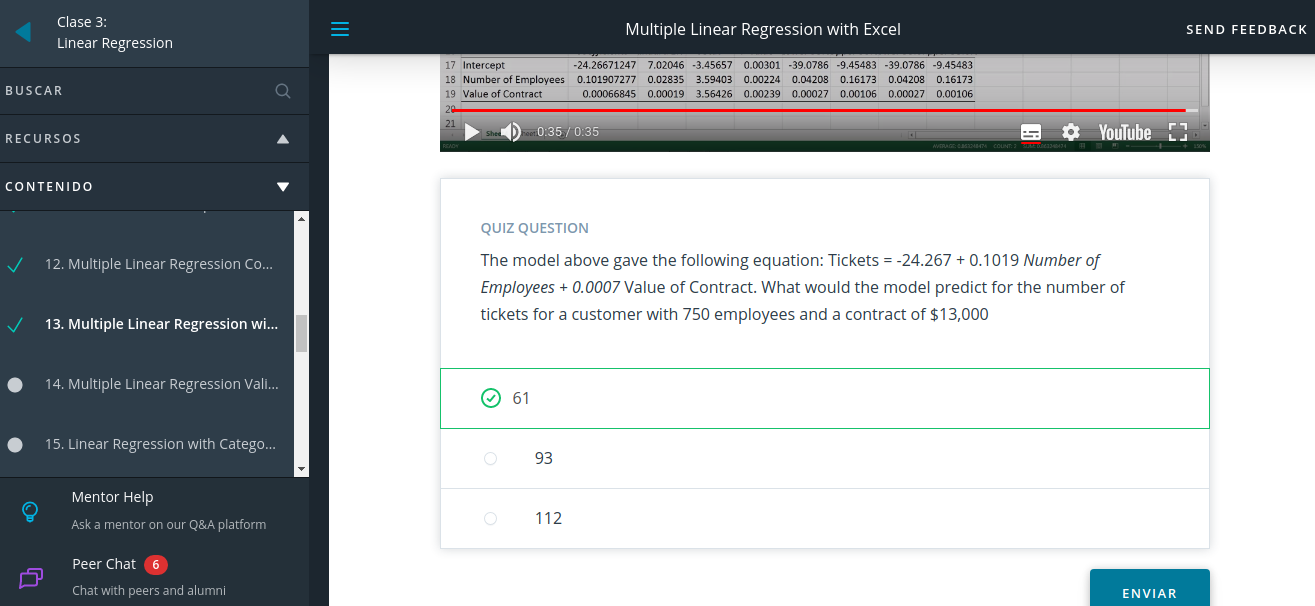 Clase 3:
Linear Regression
BUSCAR
RECURSOS
CONTENIDO
12. Multiple Linear Regression Co...
13. Multiple Linear Regression wi...
14. Multiple Linear Regression Vali...
15. Linear Regression with Catego...
Mentor Help
Ask a mentor on our Q&A platform
Peer Chat 6
Chat with peers and alumni
Multiple Linear Regression with Excel
SEND FEEDBACK
17 Intercept -24.26671247 7.02046 -3.45657 0.00301 -39.0786 -9.45483 -39.0786 -9.45483
18 Number of Employees 0.101907277 0.02835 3.59403 0.00224 0.04208 0.16173 0.04208 0.16173
19 Value of Contract 0.00066845 0.00019 3.56426 0.00239 0.00027 0.00106 0.00027 0.00106
20
21
0:35 / 0:35
YouTube
QUIZ QUESTION
The model above gave the following equation: Tickets = -24.267 + 0.1019 Number of
Employees + 0.0007 Value of Contract. What would the model predict for the number of
tickets for a customer with 750 employees and a contract of $13,000
61
93
112
ENVIAR